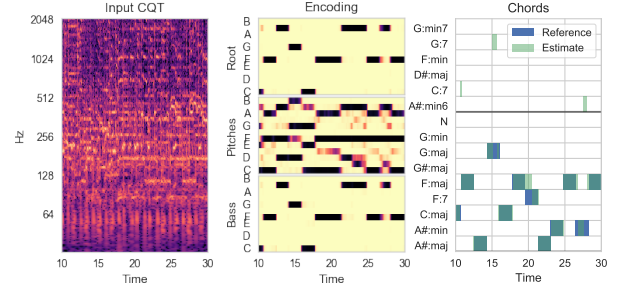 Input CQT
Hz
2048
1024
512
256
128
64
10
15
20
25
30
Time
Encoding
Root
B
A
G
F
E
D
C
Pitches
B
A
G
F
E
D
C
Bass
B
A
G
F
E
D
C
10
15
20
25
30
Time
Chords
Reference
Estimate
G:min7
G:7
F:min
D#:maj
C:7
A#:min6
N
G:min
G:maj
G#:maj
F:maj
F:7
C:maj
A#:min
A#:maj
10
15
20
25
30
Time